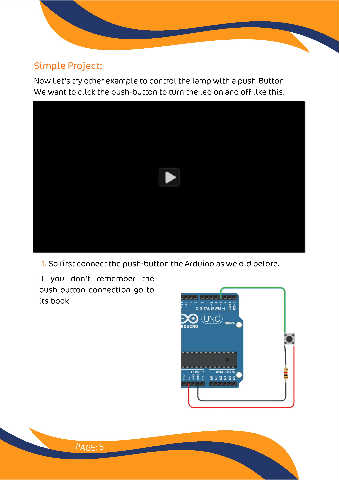 Simple Project:
Now Let's try other example to control the lamp with a push Button
We want to click the push-button to turn the led on and off like this:
1. So first connect the push-button the Arduino as we did before.
If you don't remember the
push button connection go to
its book
UNO
PAGE: 5